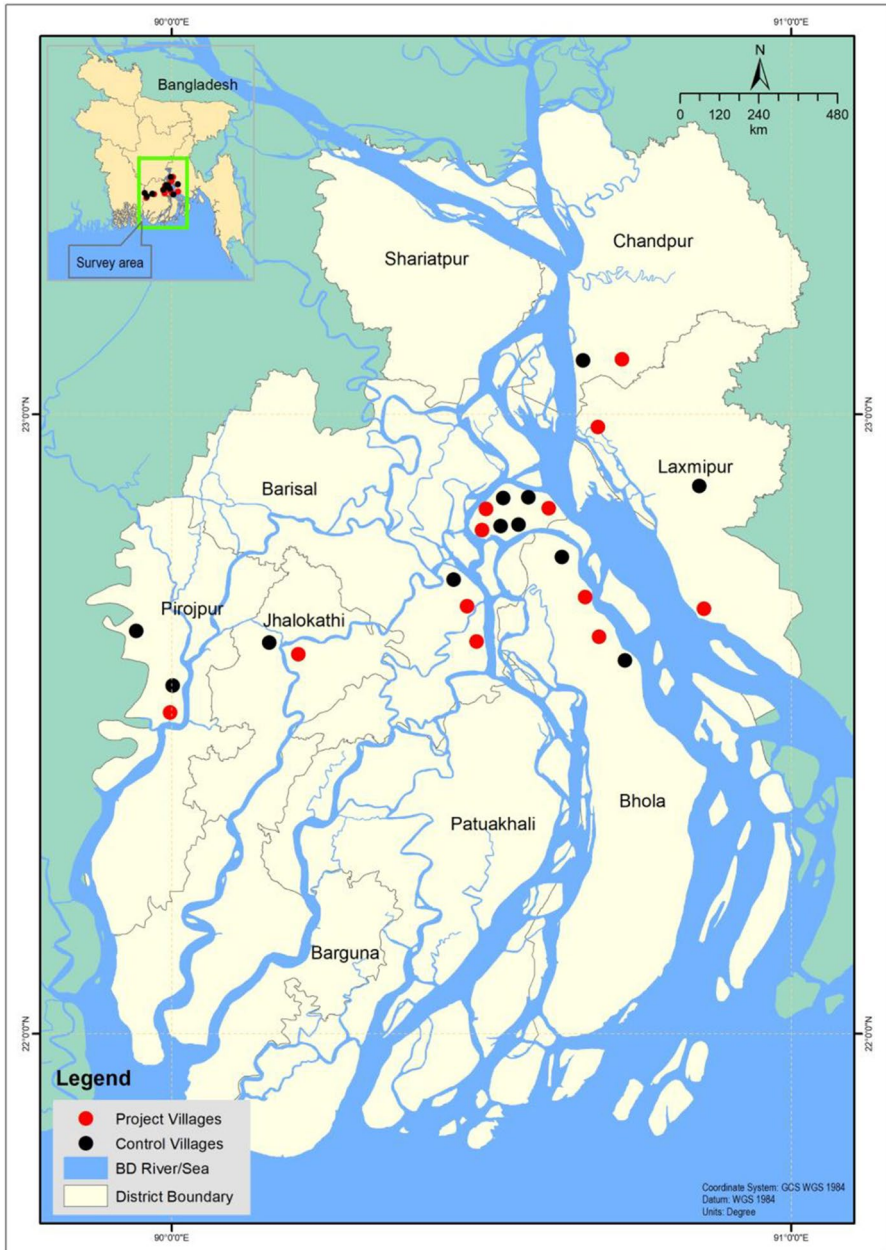 90°0'0"E
91°0'0"E
Bangladesh
Survey area
N
0 120 240 480
km
Chandpur
Shariatpur
23°0'0"N
23°0'0"N
Laxmipur
Barisal
Pirojpur
Jhalokathi
Bhola
Patuakhali
Barguna
22°0'0"N
22°0'0"N
Legend
Project Villages
Control Villages
BD River/Sea
District Boundary
Coordinate System: GCS WGS 1984
Datum: WGS 1984
Units: Degree
90°0'0"E
91°0'0"E